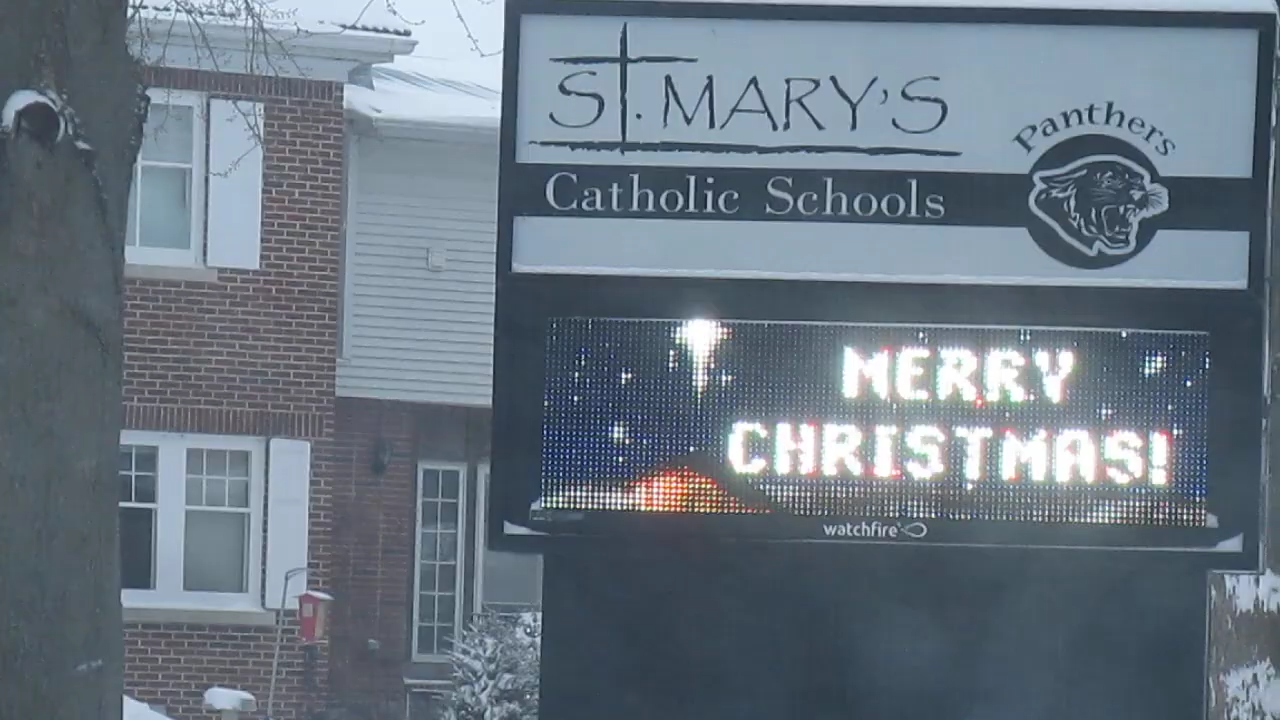 ST. MARY'S
Panthers
Catholic Schools
MERRY
CHRISTMAS!
watchfire